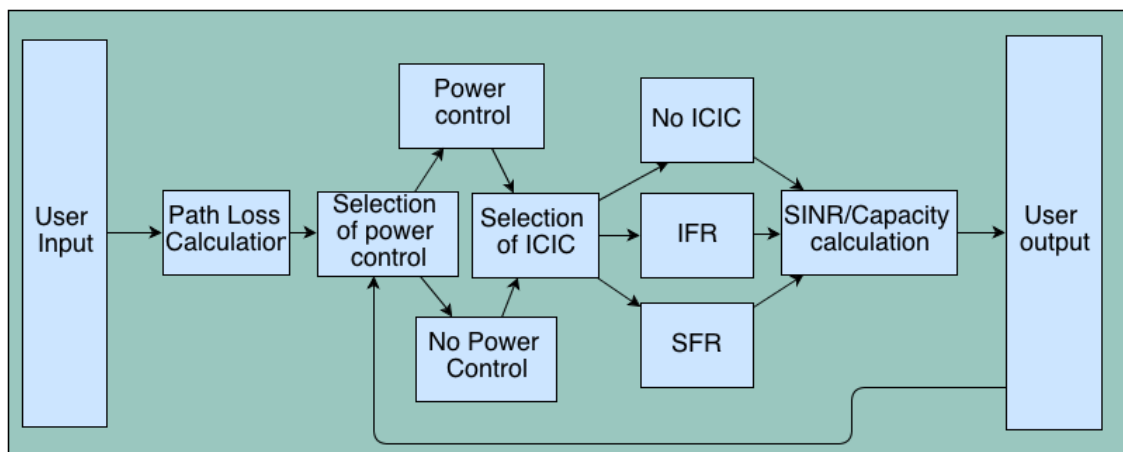 User
Input
Path Loss
Calculation
Selection
of power
control
Power
control
No Power
Control
Selection
of ICIC
No ICIC
IFR
SFR
SINR/Capacity
calculation
User
output